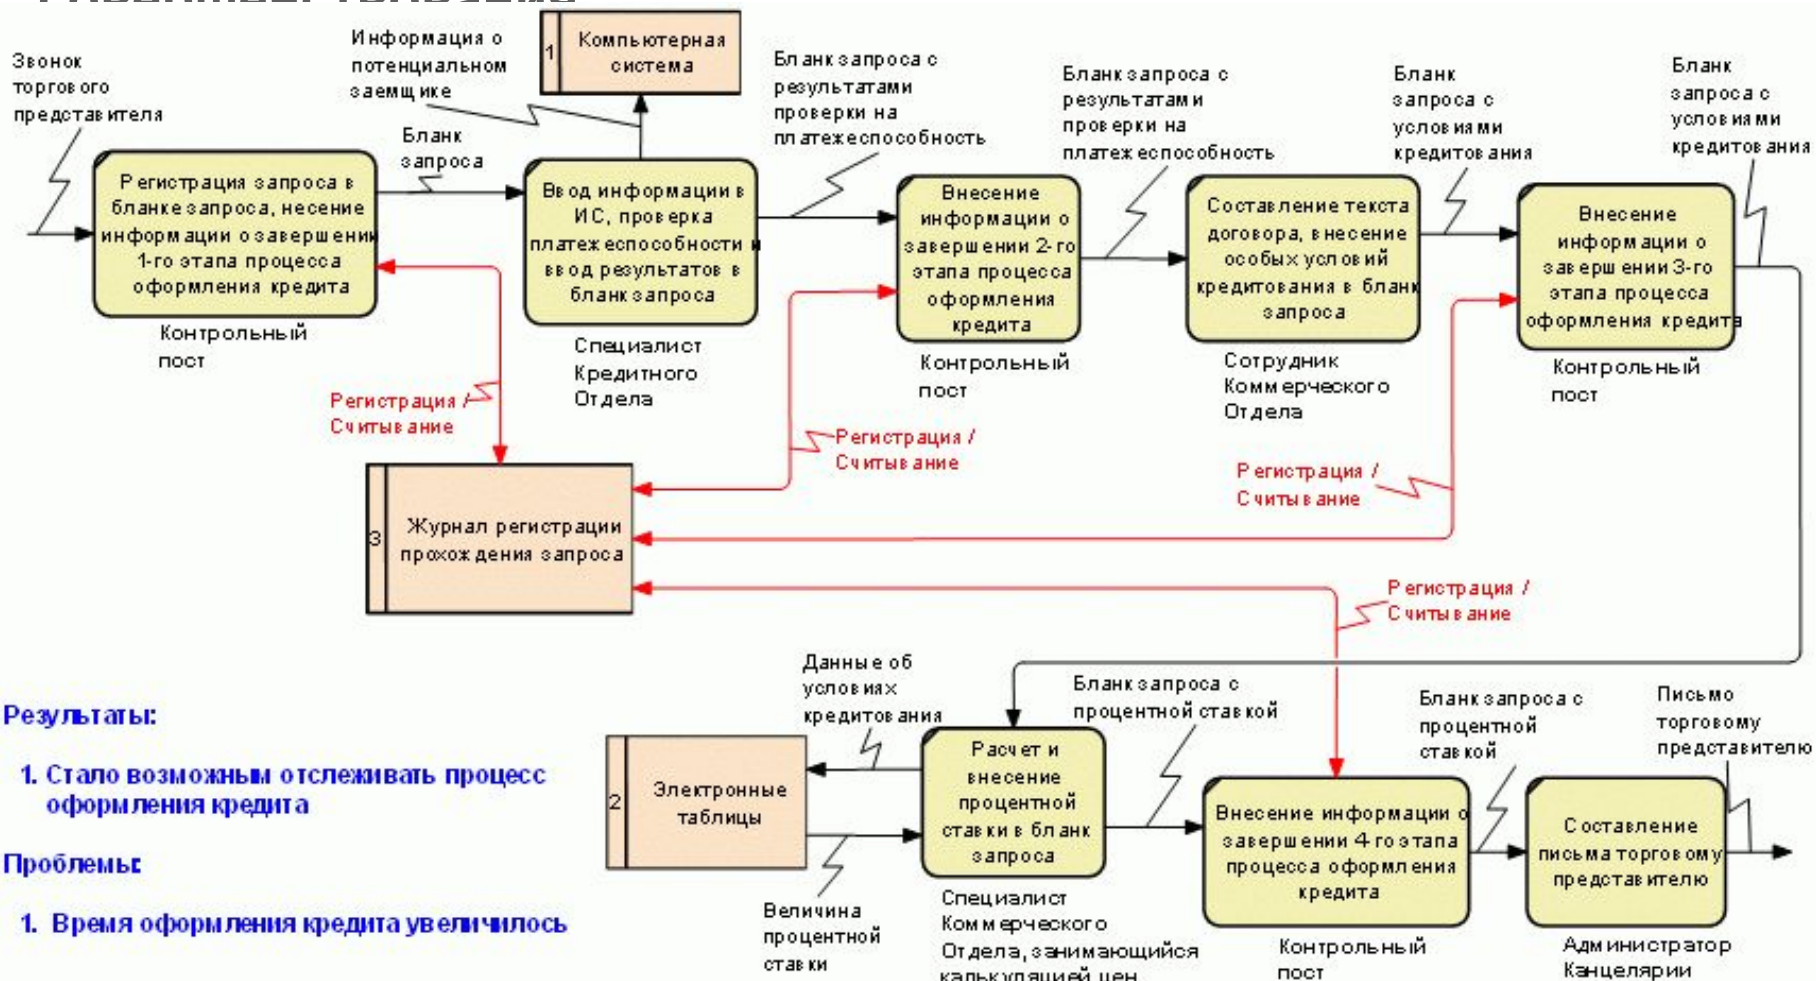 Звонок
торгового
представителя
Информация о
потенциальном
заемщике
Бланк
запроса
1
Компьютерная
система
Бланк запроса с
результатами
проверки на
платежеспособность
Бланк запроса с
результатами
проверки на
платежеспособность
Бланк
запроса с
условиями
кредитования
Бланк
запроса с
условиями
кредитования
Регистрация запроса в
бланке запроса, несение
информации о завершении
1-го этапа процесса
оформления кредита
Контрольный
пост
Ввод информации в
ИС, проверка
платежеспособности и
ввод результатов в
бланк запроса
Специалист
Кредитного
Отдела
Внесение
информации о
завершении 2-го
этапа процесса
оформления
кредита
Контрольный
пост
Составление текста
договора, внесение
особых условий
кредитования в бланк
запроса
Сотрудник
Коммерческого
Отдела
Внесение
информации о
завершении 3-го
этапа процесса
оформления кредита
Контрольный
пост
Регистрация /
Считывание
Регистрация /
Считывание
Регистрация /
Считывание
3
Журнал регистрации
прохождения запроса
Регистрация /
Считывание
Результаты:
1. Стало возможным отслеживать процесс
оформления кредита
Проблемы:
1. Время оформления кредита увеличилось
Данные об
условиях
кредитования
2
Электронные
таблицы
Величина
процентной
ставки
Расчет и
внесение
процентной
ставки в бланк
запроса
Специалист
Коммерческого
Отдела, занимающийся
калькуляцией цен
Бланк запроса с
процентной ставкой
Внесение информации о
завершении 4-го этапа
процесса оформления
кредита
Контрольный
пост
Бланк запроса с
процентной
ставкой
Составление
письма торговому
представителю
Администратор
Канцелярии
Письмо
торговому
представителю